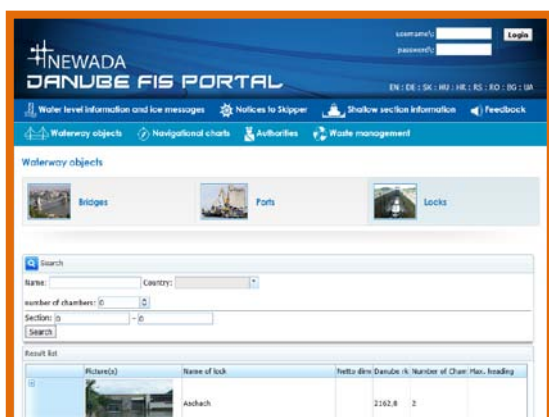 username\:
Login
password\:
NEWADA
DANUBE FIS PORTAL
EN : DE : SK : HU : HR : RS : RO : BG : UA
Water level information and ice messages Notices to Skipper Shallow section information Feedback
Waterway objects Navigational charts Authorities Waste management
Waterway objects
Bridges Ports Locks
Search
Name: Country:
number of chambers: 0
Section: 0 - 0
Search
Result list
Picture(s) Name of lock Netto dim Danube rk Number of Cham Max. heading
Aschach 2162,6 2